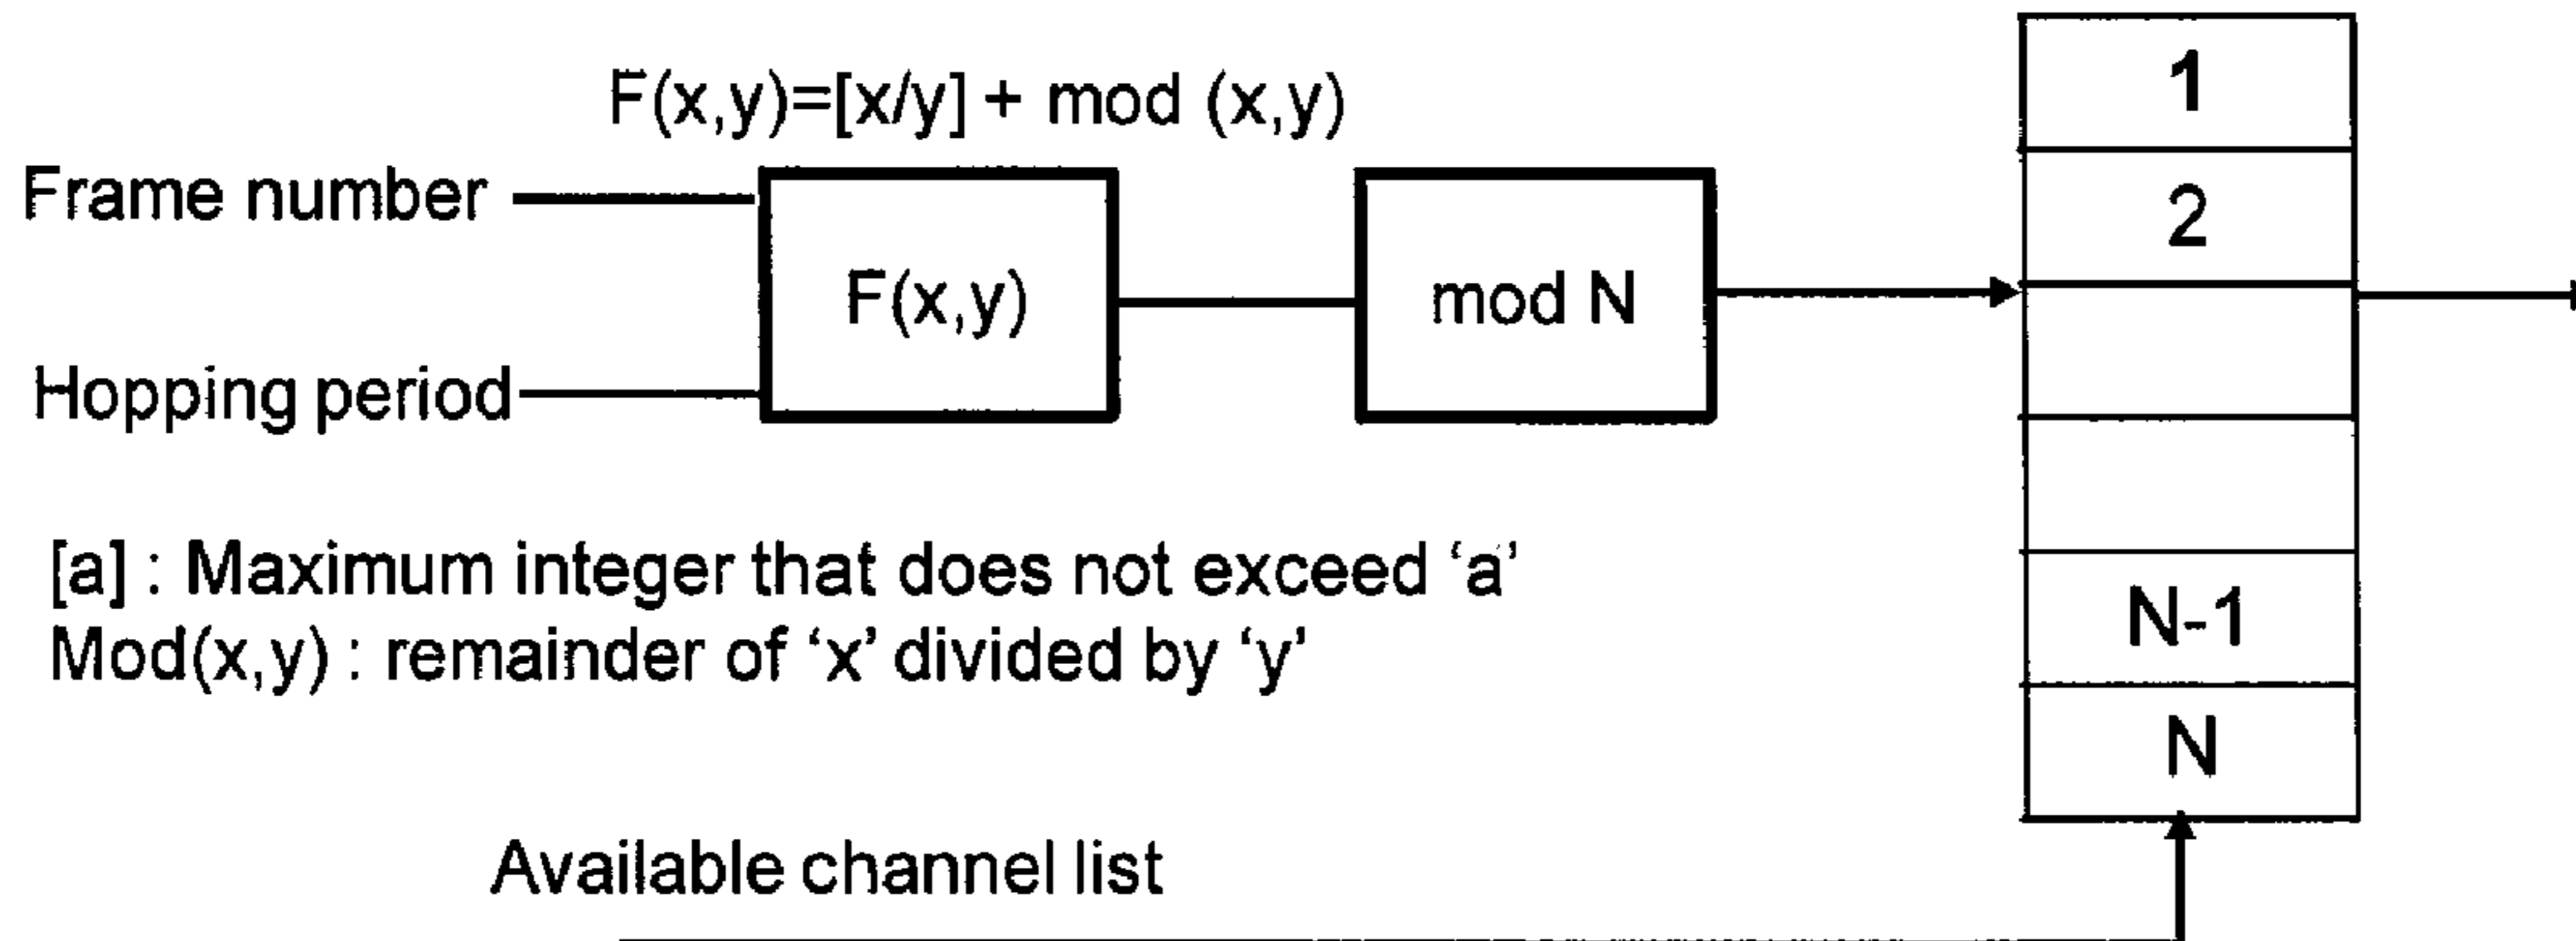 F(x,y)=[x/y] + mod (x,y)
Frame number
Hopping period
F(x,y)
mod N
1
2
N-1
N
[a] : Maximum integer that does not exceed ‘a’
Mod(x,y) : remainder of ‘x’ divided by ‘y’
Available channel list